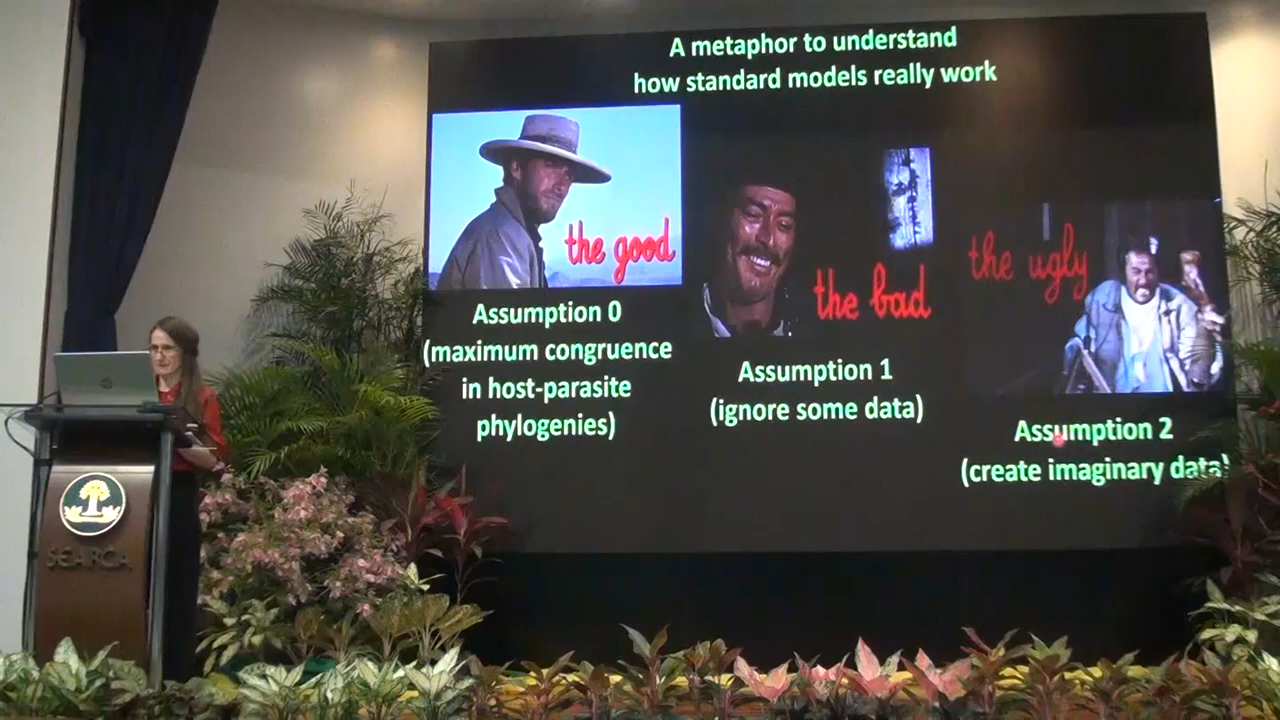 A metaphor to understand
how standard models really work
the good
Assumption 0
(maximum congruence
in host-parasite
phylogenies)
the bad
Assumption 1
(ignore some data)
the ugly
Assumption 2
(create imaginary data)
SEARCA